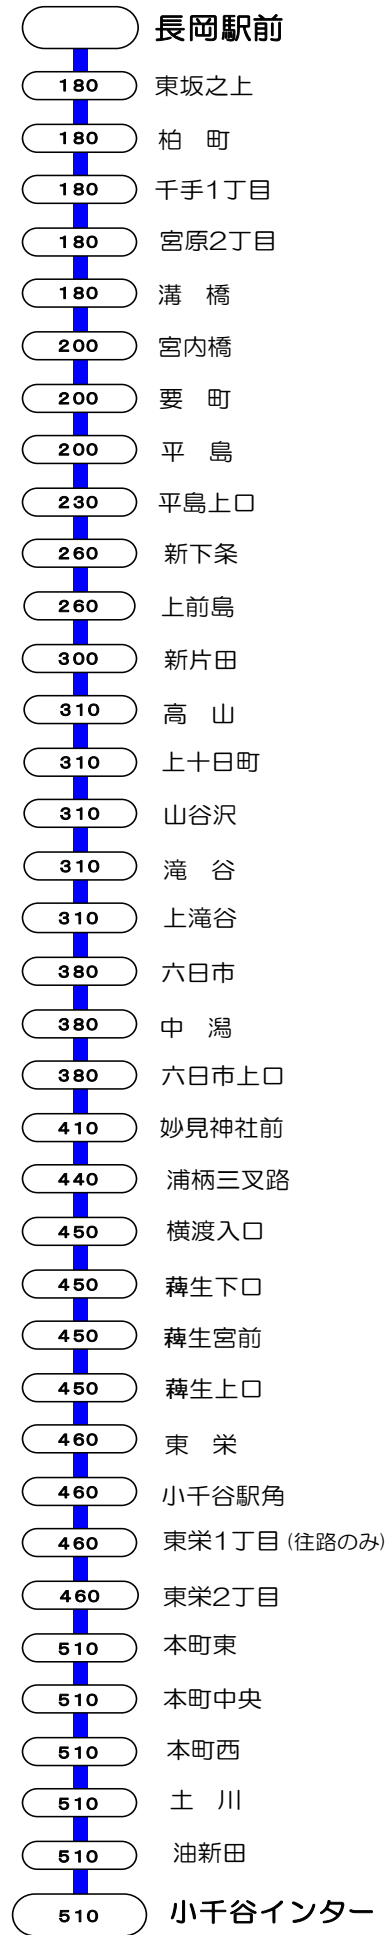 長岡駅前
180 東坂之上
180 柏 町
180 千手1丁目
180 宮原2丁目
180 溝 橋
200 宮内橋
200 要 町
200 平 島
230 平島上口
260 新下条
260 上前島
300 新片田
310 高 山
310 上十日町
310 山谷沢
310 滝 谷
310 上滝谷
380 六日市
380 中 潟
380 六日市上口
410 妙見神社前
440 浦柄三叉路
450 横渡入口
450 薭生下口
450 薭生宮前
450 薭生上口
460 東 栄
460 小千谷駅角
460 東栄1丁目 (往路のみ)
460 東栄2丁目
510 本町東
510 本町中央
510 本町西
510 土 川
510 油新田
510 小千谷インター